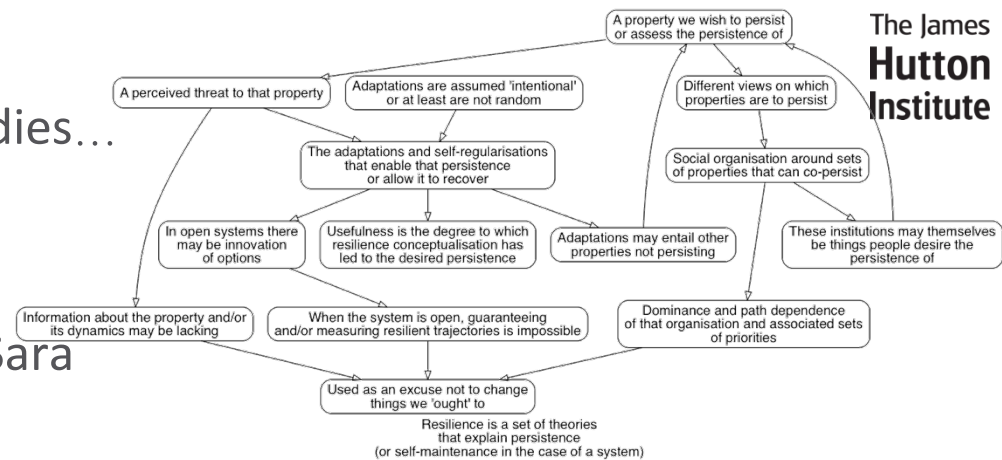 A property we wish to persist
or assess the persistence of
The James
Hutton
Institute
A perceived threat to that property
Adaptations are assumed 'intentional'
or at least are not random
Different views on which
properties are to persist
dies...
The adaptations and self-regularisations
that enable that persistence
or allow it to recover
Social organisation around sets
of properties that can co-persist
In open systems there
may be innovation
of options
Usefulness is the degree to which
resilience conceptualisation has
led to the desired persistence
Adaptations may entail other
properties not persisting
These institutions may themselves
be things people desire the
persistence of
Information about the property and/or
its dynamics may be lacking
When the system is open, guaranteeing
and/or measuring resilient trajectories is impossible
Dominance and path dependence
of that organisation and associated sets
of priorities
Sara
Used as an excuse not to change
things we 'ought' to
Resilience is a set of theories
that explain persistence
(or self-maintenance in the case of a system)